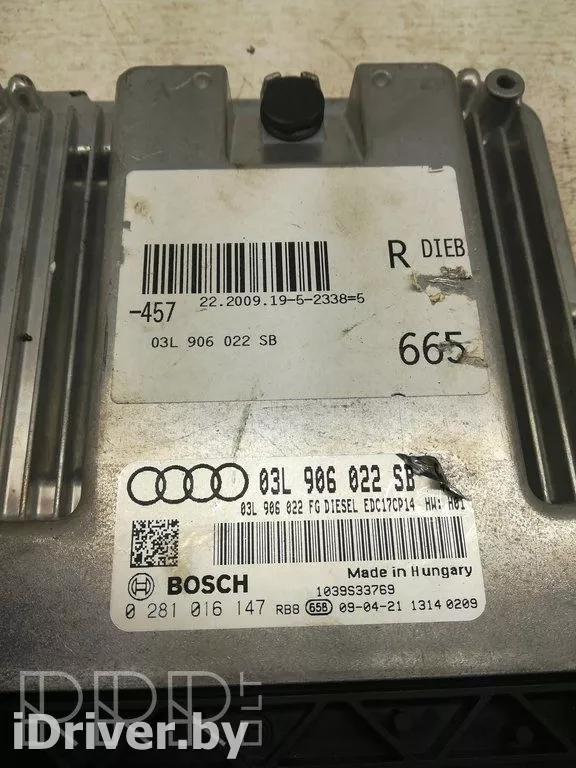 R DIEB
22.2009.19-5-2338=5
-457
03L 906 022 SB
665
03L 906 022 SB
03L 906 022 FG DIESEL EDC17CP14 HW: H01
Made in Hungary
BOSCH
1039S33769
0 281 016 147 RBB 658 09-04-21 1314 0209
iDriver.by